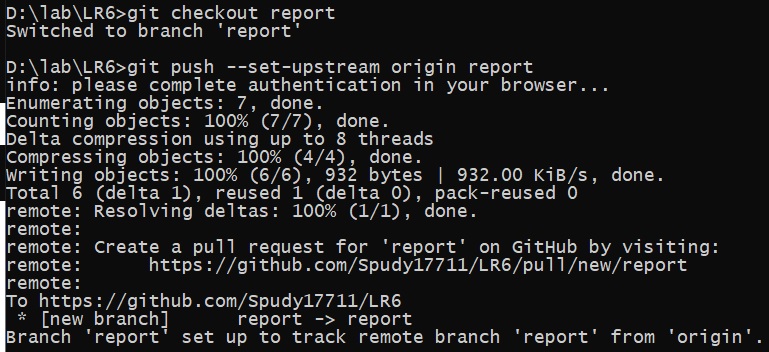 D:\lab\LR6>git checkout report
Switched to branch 'report'
D:\lab\LR6>git push --set-upstream origin report
info: please complete authentication in your browser...
Enumerating objects: 7, done.
Counting objects: 100% (7/7), done.
Delta compression using up to 8 threads
Compressing objects: 100% (4/4), done.
Writing objects: 100% (6/6), 932 bytes | 932.00 KiB/s, done.
Total 6 (delta 1), reused 1 (delta 0), pack-reused 0
remote: Resolving deltas: 100% (1/1), done.
remote:
remote: Create a pull request for 'report' on GitHub by visiting:
remote:      https://github.com/Spudy17711/LR6/pull/new/report
remote:
To https://github.com/Spudy17711/LR6
 * [new branch]      report -> report
Branch 'report' set up to track remote branch 'report' from 'origin'.